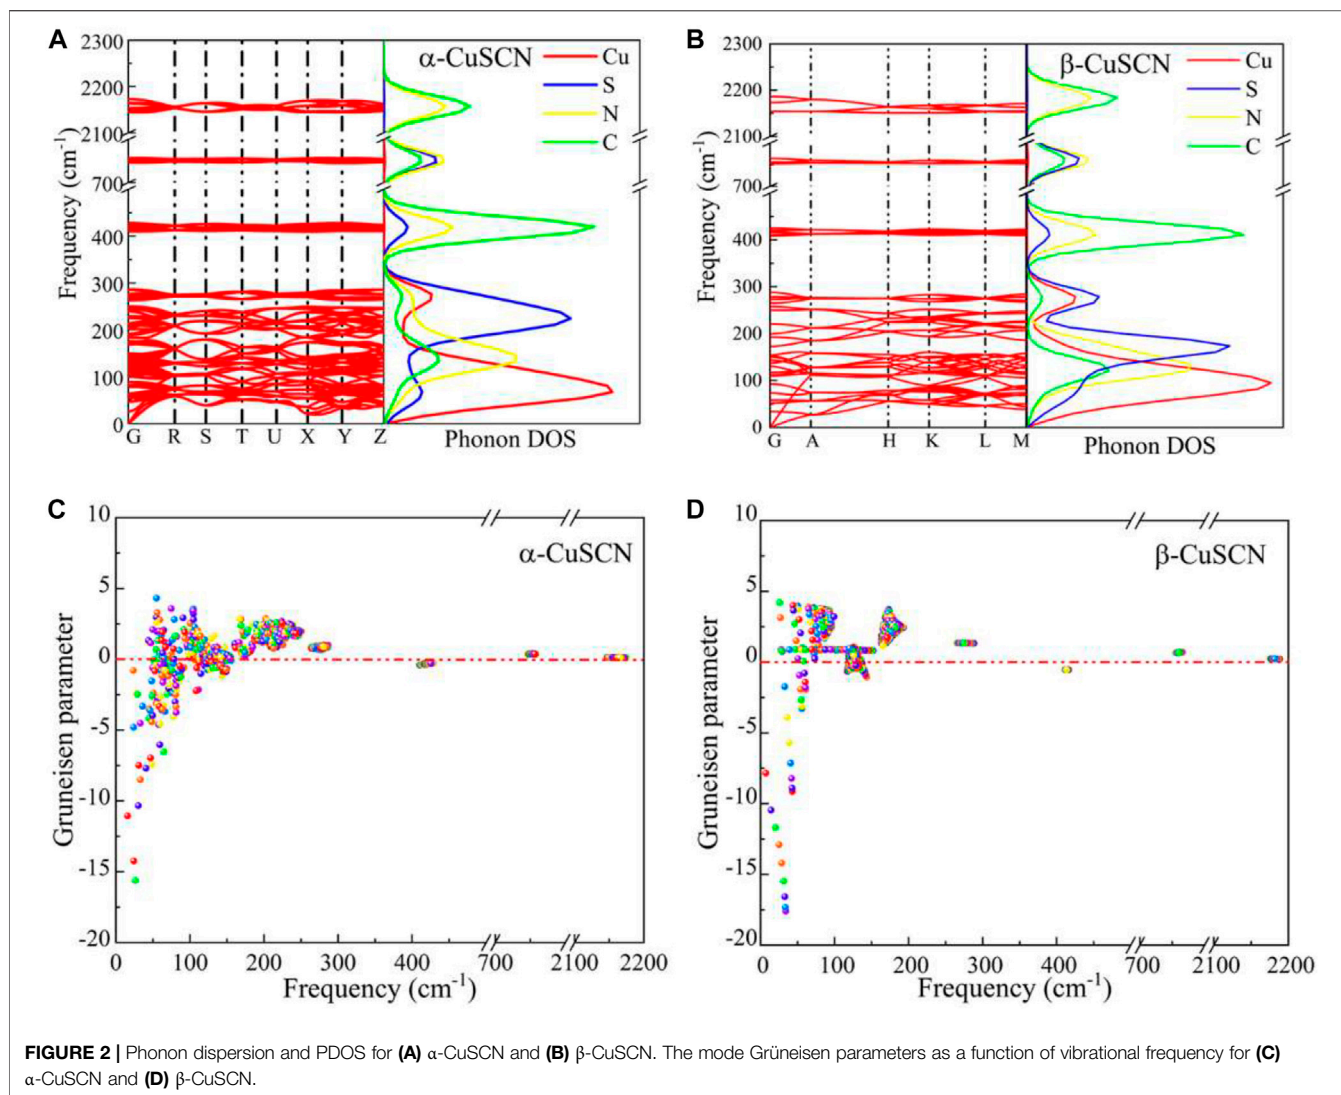 A
2300
2200
2100
700
400
300
200
100
0
Frequency (cm-1)
α-CuSCN
Cu
S
N
C
G R S T U X Y Z
Phonon DOS
B
2300
2200
2100
700
400
300
200
100
0
Frequency (cm-1)
β-CuSCN
Cu
S
N
C
G A H K L M
Phonon DOS
C
10
5
0
-5
-10
-15
-20
Gruneisen parameter
α-CuSCN
0 100 200 300 400 700 2100 2200
Frequency (cm-1)
D
10
5
0
-5
-10
-15
-20
Gruneisen parameter
β-CuSCN
0 100 200 300 400 700 2100 2200
Frequency (cm-1)
FIGURE 2 | Phonon dispersion and PDOS for (A) α-CuSCN and (B) β-CuSCN. The mode Grüneisen parameters as a function of vibrational frequency for (C)
α-CuSCN and (D) β-CuSCN.